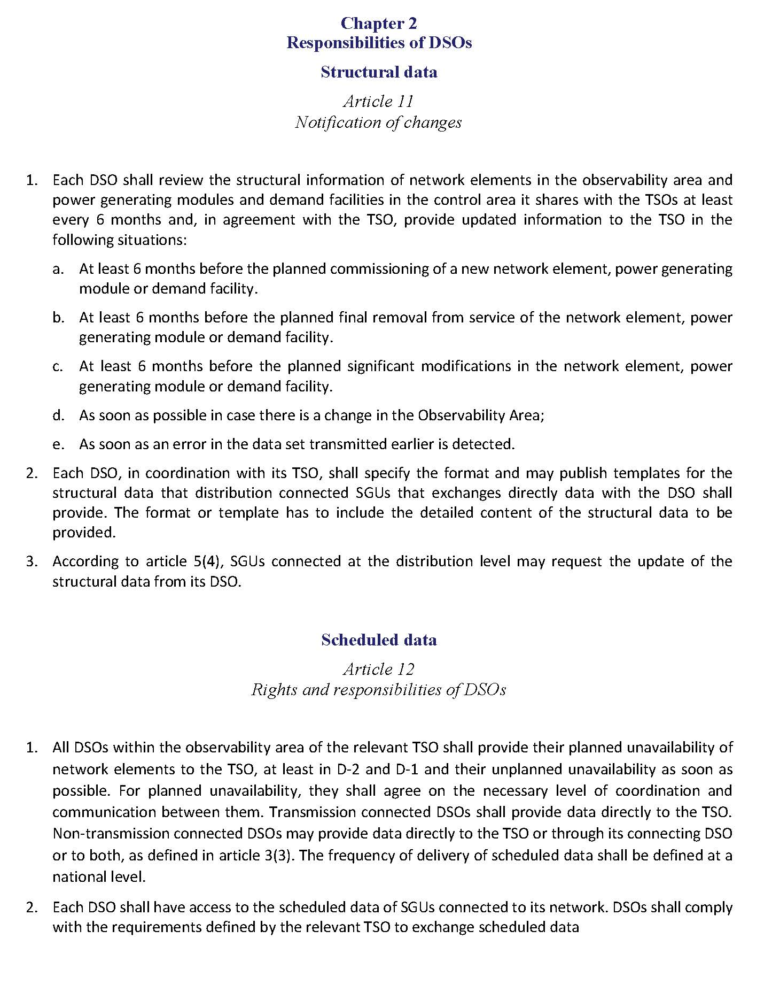 Chapter 2
Responsibilities of DSOs
Structural data
Article 11
Notification of changes
1. Each DSO shall review the structural information of network elements in the observability area and
power generating modules and demand facilities in the control area it shares with the TSOs at least
every 6 months and, in agreement with the TSO, provide updated information to the TSO in the
following situations:
a. At least 6 months before the planned commissioning of a new network element, power generating
module or demand facility.
b. At least 6 months before the planned final removal from service of the network element, power
generating module or demand facility.
c. At least 6 months before the planned significant modifications in the network element, power
generating module or demand facility.
d. As soon as possible in case there is a change in the Observability Area;
e. As soon as an error in the data set transmitted earlier is detected.
2. Each DSO, in coordination with its TSO, shall specify the format and may publish templates for the
structural data that distribution connected SGUs that exchanges directly data with the DSO shall
provide. The format or template has to include the detailed content of the structural data to be
provided.
3. According to article 5(4), SGUs connected at the distribution level may request the update of the
structural data from its DSO.
Scheduled data
Article 12
Rights and responsibilities of DSOs
1. All DSOs within the observability area of the relevant TSO shall provide their planned unavailability of
network elements to the TSO, at least in D-2 and D-1 and their unplanned unavailability as soon as
possible. For planned unavailability, they shall agree on the necessary level of coordination and
communication between them. Transmission connected DSOs shall provide data directly to the TSO.
Non-transmission connected DSOs may provide data directly to the TSO or through its connecting DSO
or to both, as defined in article 3(3). The frequency of delivery of scheduled data shall be defined at a
national level.
2. Each DSO shall have access to the scheduled data of SGUs connected to its network. DSOs shall comply
with the requirements defined by the relevant TSO to exchange scheduled data